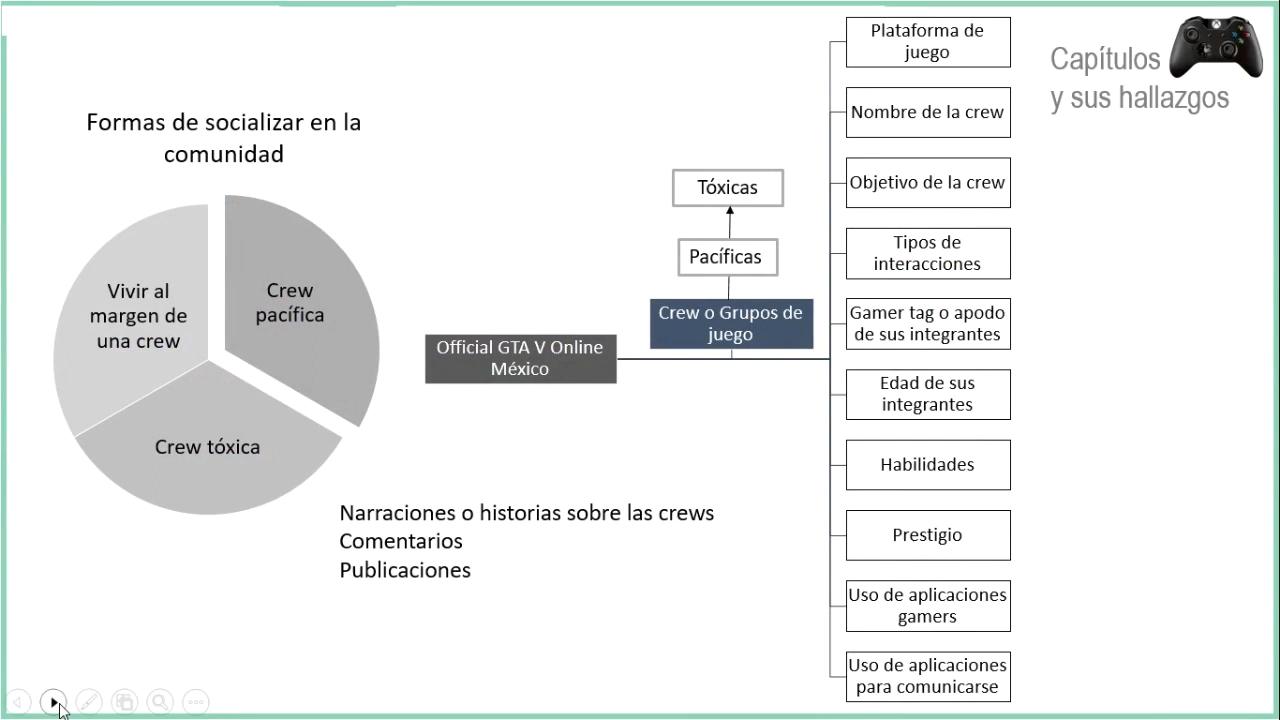 Capítulos
y sus hallazgos
Formas de socializar en la
comunidad
Vivir al
margen de
una crew
Crew
pacífica
Crew tóxica
Narraciones o historias sobre las crews
Comentarios
Publicaciones
Official GTA V Online
México
Tóxicas
Pacíficas
Crew o Grupos de
juego
Plataforma de
juego
Nombre de la crew
Objetivo de la crew
Tipos de
interacciones
Gamer tag o apodo
de sus integrantes
Edad de sus
integrantes
Habilidades
Prestigio
Uso de aplicaciones
gamers
Uso de aplicaciones
para comunicarse